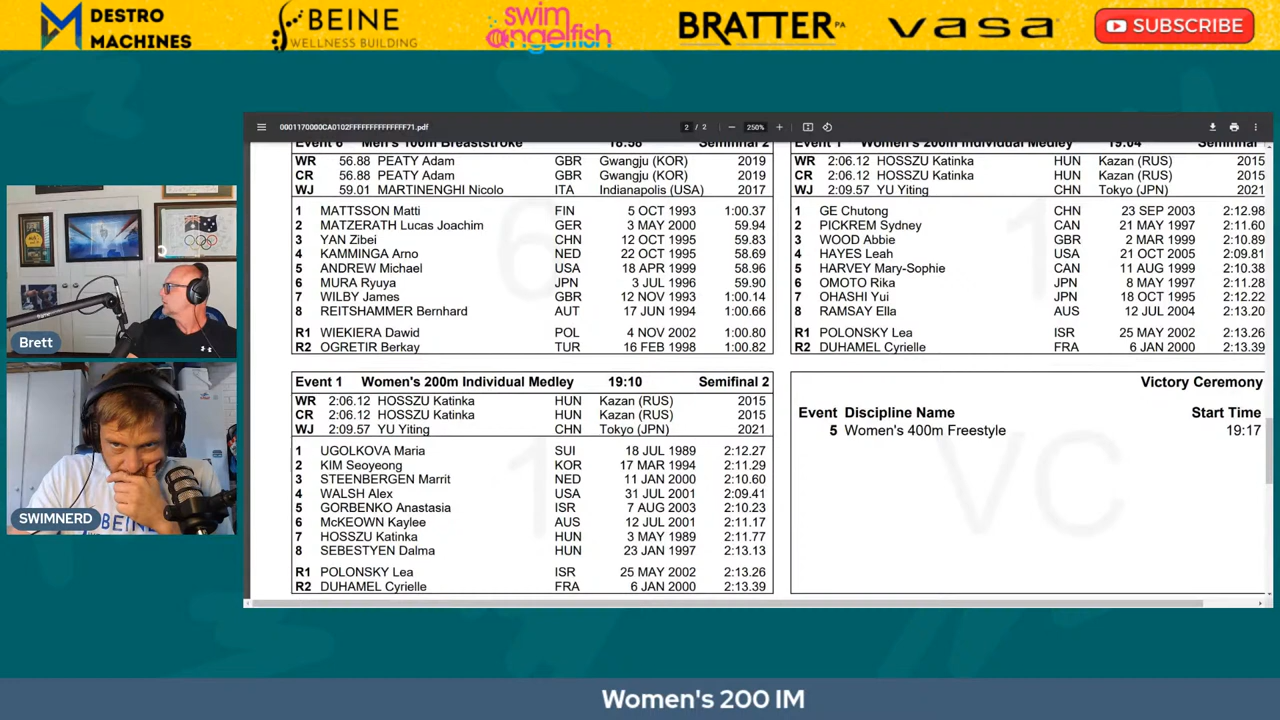 DESTRO
MACHINES
BEINE
WELLNESS BUILDING
swim
angelfish
BRATTER PA
vasa
SUBSCRIBE
0001170000CA0102FFFFFFFFFFFFFF71.pdf
2 / 2
250%
Event 6 Men's 100m Breaststroke 18:58 Semifinal 2
WR 56.88 PEATY Adam GBR Gwangju (KOR) 2019
CR 56.88 PEATY Adam GBR Gwangju (KOR) 2019
WJ 59.01 MARTINENGHI Nicolo ITA Indianapolis (USA) 2017
1 MATTSSON Matti FIN 5 OCT 1993 1:00.37
2 MATZERATH Lucas Joachim GER 3 MAY 2000 59.94
3 YAN Zibei CHN 12 OCT 1995 59.83
4 KAMMINGA Arno NED 22 OCT 1995 58.69
5 ANDREW Michael USA 18 APR 1999 58.96
6 MURA Ryuya JPN 3 JUL 1996 59.90
7 WILBY James GBR 12 NOV 1993 1:00.14
8 REITSHAMMER Bernhard AUT 17 JUN 1994 1:00.66
R1 WIEKIERA Dawid POL 4 NOV 2002 1:00.80
R2 OGRETIR Berkay TUR 16 FEB 1998 1:00.82
Event 1 Women's 200m Individual Medley 19:04 Semifinal
WR 2:06.12 HOSSZU Katinka HUN Kazan (RUS) 2015
CR 2:06.12 HOSSZU Katinka HUN Kazan (RUS) 2015
WJ 2:09.57 YU Yiting CHN Tokyo (JPN) 2021
1 GE Chutong CHN 23 SEP 2003 2:12.98
2 PICKREM Sydney CAN 21 MAY 1997 2:11.60
3 WOOD Abbie GBR 2 MAR 1999 2:10.89
4 HAYES Leah USA 21 OCT 2005 2:09.81
5 HARVEY Mary-Sophie CAN 11 AUG 1999 2:10.38
6 OMOTO Rika JPN 8 MAY 1997 2:11.28
7 OHASHI Yui JPN 18 OCT 1995 2:12.22
8 RAMSAY Ella AUS 12 JUL 2004 2:13.20
R1 POLONSKY Lea ISR 25 MAY 2002 2:13.26
R2 DUHAMEL Cyrielle FRA 6 JAN 2000 2:13.39
Event 1 Women's 200m Individual Medley 19:10 Semifinal 2
WR 2:06.12 HOSSZU Katinka HUN Kazan (RUS) 2015
CR 2:06.12 HOSSZU Katinka HUN Kazan (RUS) 2015
WJ 2:09.57 YU Yiting CHN Tokyo (JPN) 2021
1 UGOLKOVA Maria SUI 18 JUL 1989 2:12.27
2 KIM Seoyeong KOR 17 MAR 1994 2:11.29
3 STEENBERGEN Marrit NED 11 JAN 2000 2:10.60
4 WALSH Alex USA 31 JUL 2001 2:09.41
5 GORBENKO Anastasia ISR 7 AUG 2003 2:10.23
6 McKEOWN Kaylee AUS 12 JUL 2001 2:11.17
7 HOSSZU Katinka HUN 3 MAY 1989 2:11.77
8 SEBESTYEN Dalma HUN 23 JAN 1997 2:13.13
R1 POLONSKY Lea ISR 25 MAY 2002 2:13.26
R2 DUHAMEL Cyrielle FRA 6 JAN 2000 2:13.39
Victory Ceremony
Event Discipline Name Start Time
5 Women's 400m Freestyle 19:17
6
1
1
VC
Brett
SWIMNERD
BEINE
Women's 200 IM